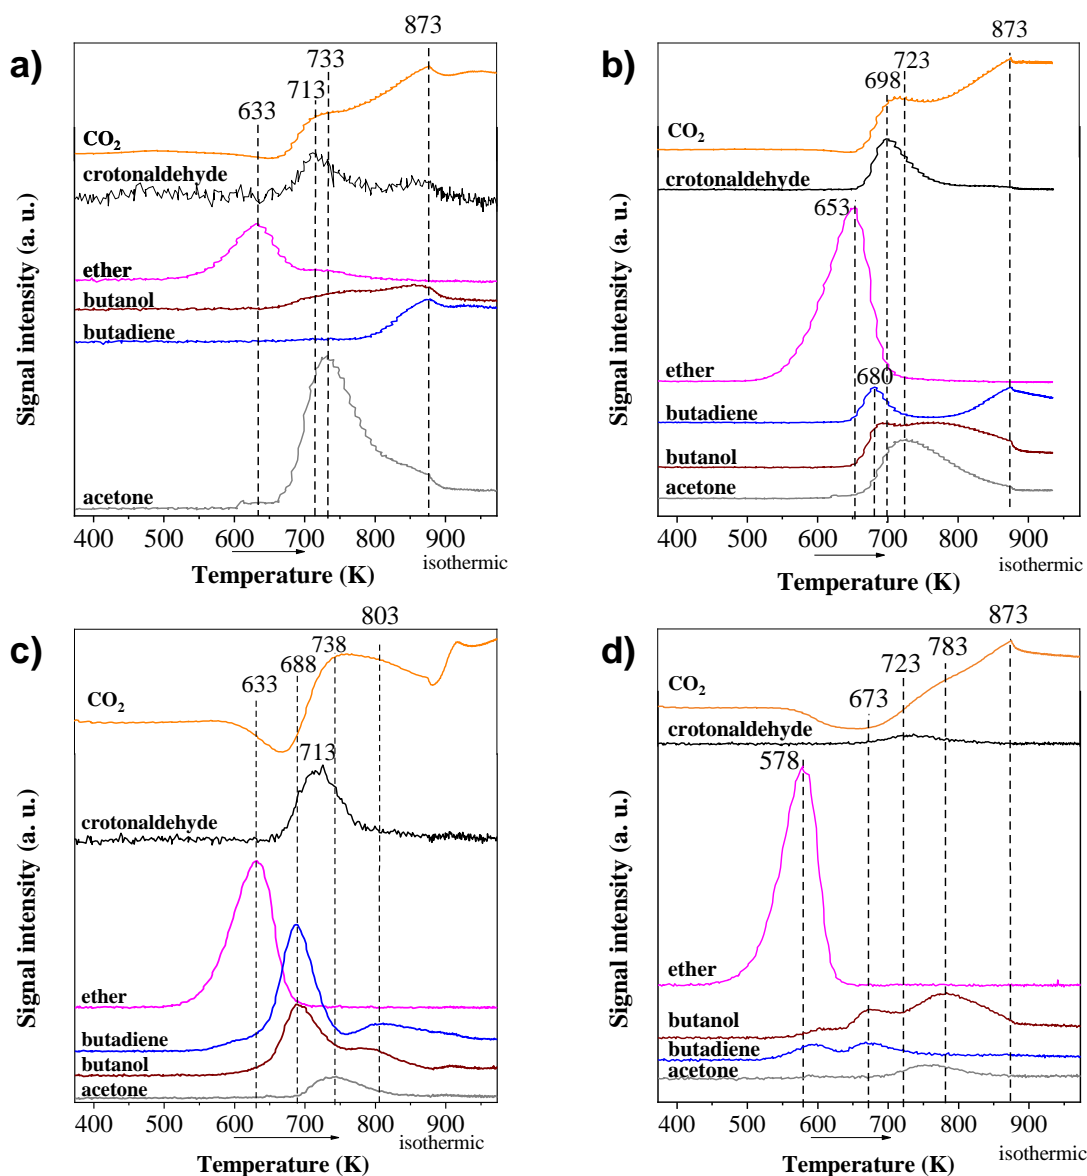 a)
873
733
713
633
CO₂
crotonaldehyde
ether
butanol
butadiene
acetone
Signal intensity (a. u.)
400 500 600 700 800 900
isothermic
Temperature (K)
b)
873
723
698
CO₂
crotonaldehyde
653
ether
680
butadiene
butanol
acetone
Signal intensity (a. u.)
400 500 600 700 800 900
isothermic
Temperature (K)
c)
803
738
688
633
CO₂
713
crotonaldehyde
ether
butadiene
butanol
acetone
Signal intensity (a. u.)
400 500 600 700 800 900
isothermic
Temperature (K)
d)
873
783
723
673
CO₂
crotonaldehyde
578
ether
butanol
butadiene
acetone
Signal intensity (a. u.)
400 500 600 700 800 900
isothermic
Temperature (K)